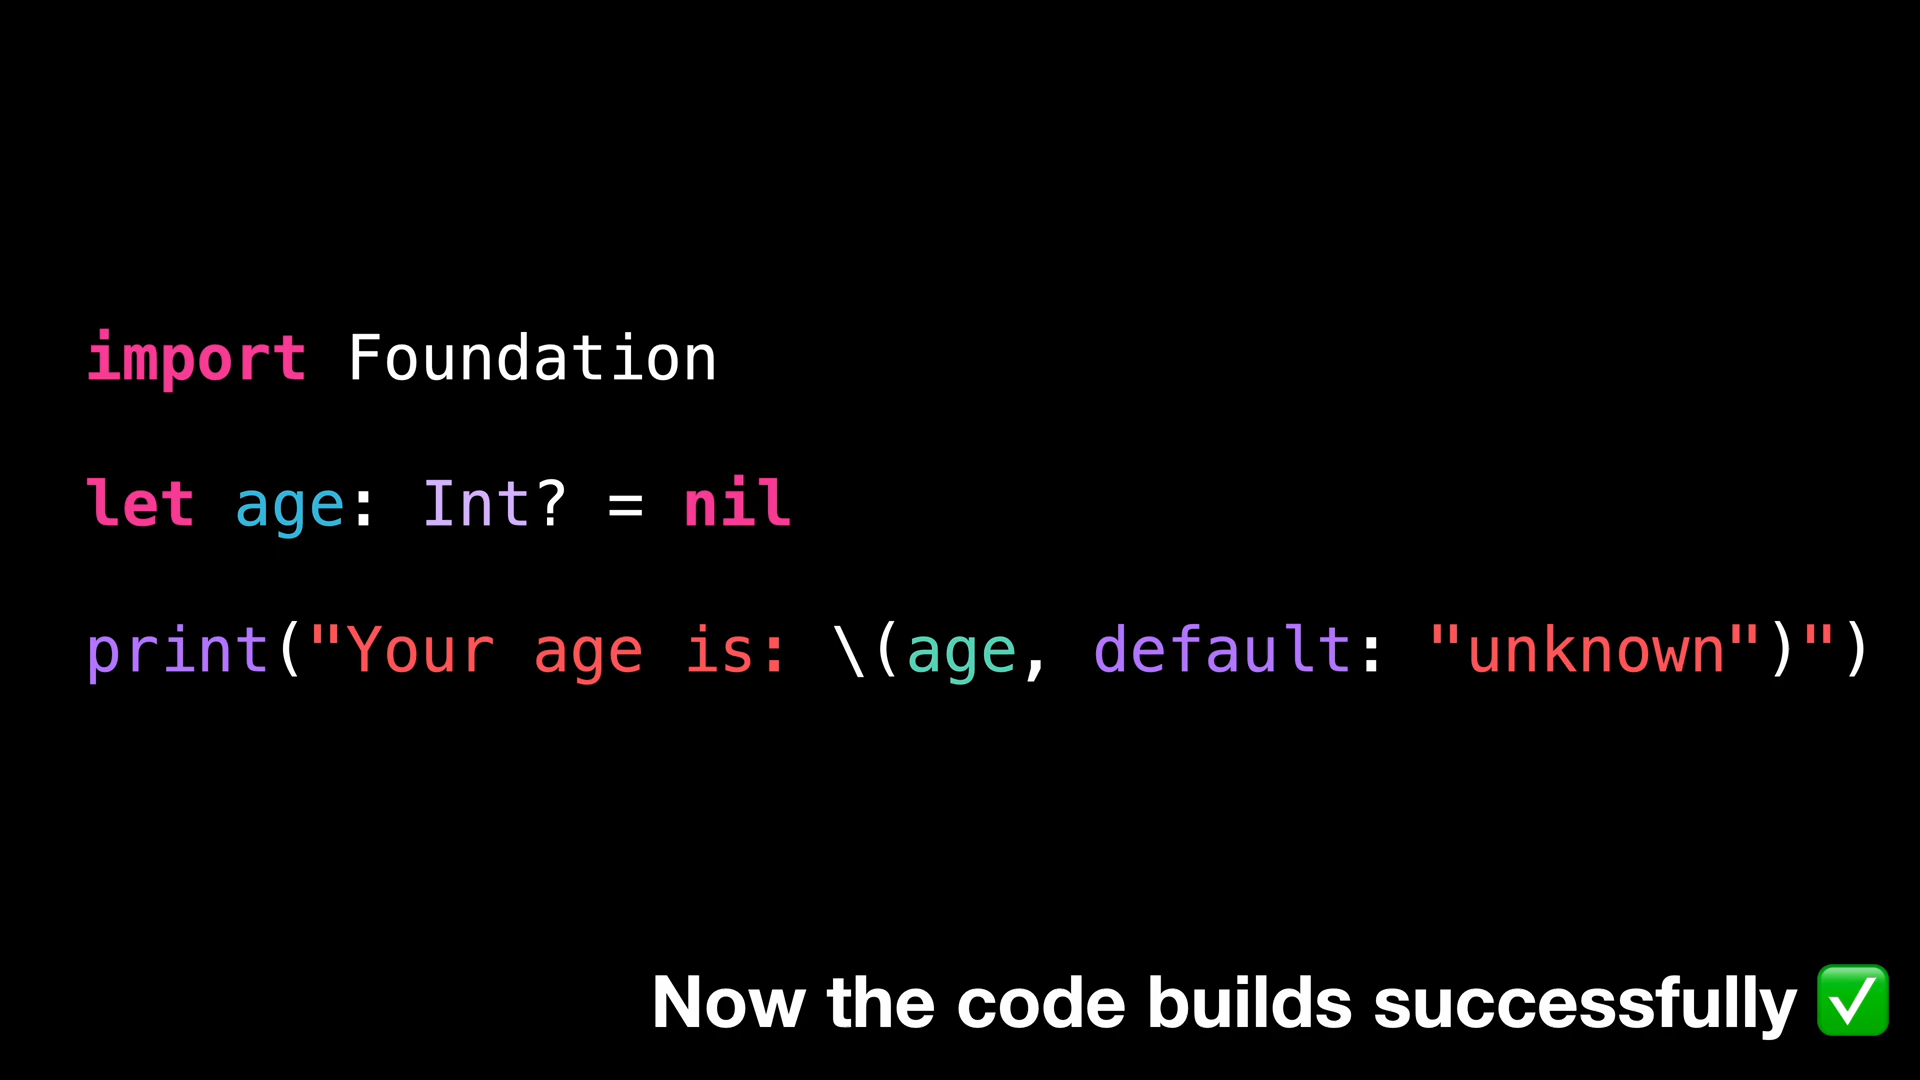 import Foundation
let age: Int? = nil
print("Your age is: \(age, default: "unknown")")
Now the code builds successfully ✅